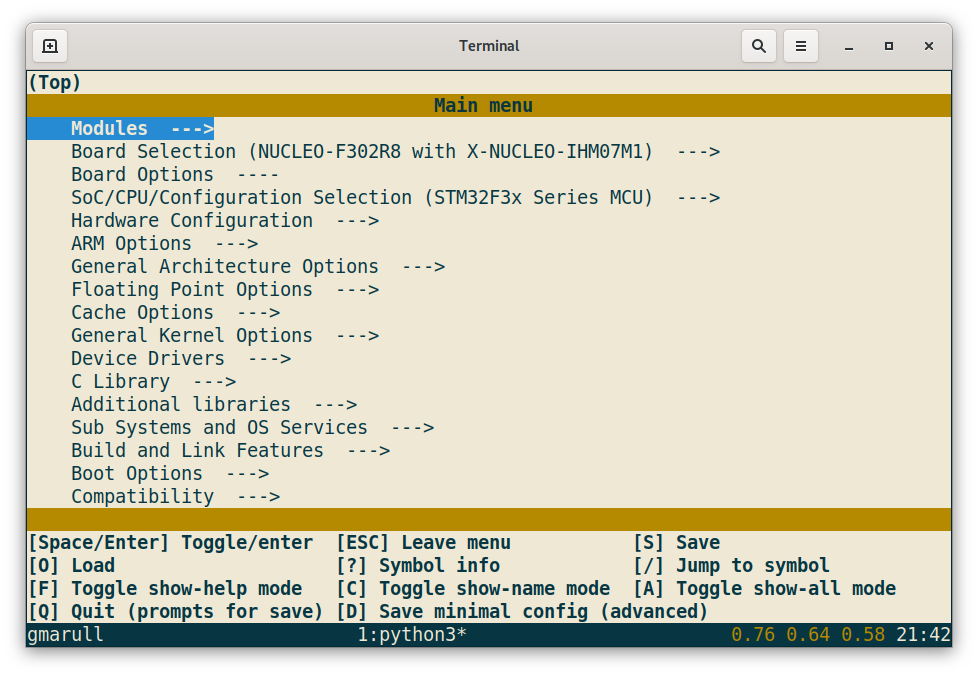 Terminal
(Top)
Main menu
Modules  --->
Board Selection (NUCLEO-F302R8 with X-NUCLEO-IHM07M1)  --->
Board Options  ----
SoC/CPU/Configuration Selection (STM32F3x Series MCU)  --->
Hardware Configuration  --->
ARM Options  --->
General Architecture Options  --->
Floating Point Options  --->
Cache Options  --->
General Kernel Options  --->
Device Drivers  --->
C Library  --->
Additional libraries  --->
Sub Systems and OS Services  --->
Build and Link Features  --->
Boot Options  --->
Compatibility  --->
[Space/Enter] Toggle/enter  [ESC] Leave menu           [S] Save
[O] Load                    [?] Symbol info            [/] Jump to symbol
[F] Toggle show-help mode   [C] Toggle show-name mode  [A] Toggle show-all mode
[Q] Quit (prompts for save) [D] Save minimal config (advanced)
gmarull                       1:python3*                        0.76 0.64 0.58 21:42